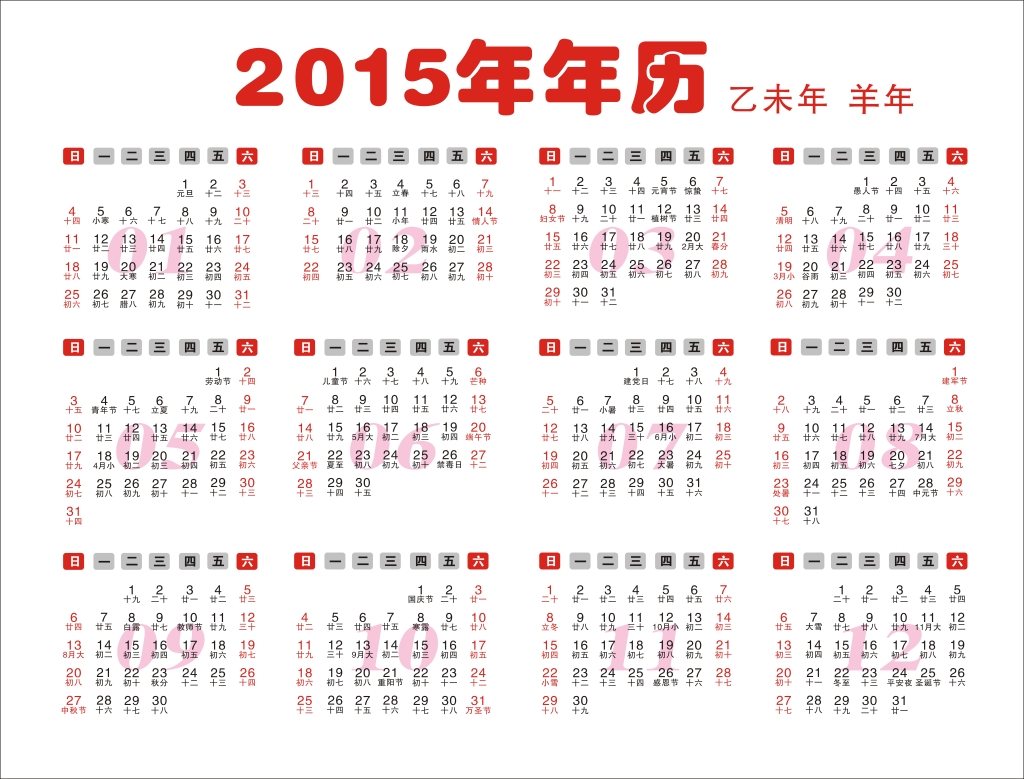 2015年年历 乙未年 羊年
日 一 二 三 四 五 六
01
1 2 3
元旦 十二 十三
4 5 6 7 8 9 10
十四 小寒 十六 十七 十八 十九 二十
11 12 13 14 15 16 17
廿一 廿二 廿三 廿四 廿五 廿六 廿七
18 19 20 21 22 23 24
廿八 廿九 大寒 初二 初三 初四 初五
25 26 27 28 29 30 31
初六 初七 腊八 初九 初十 十一 十二
日 一 二 三 四 五 六
02
1 2 3 4 5 6 7
十三 十四 十五 立春 十七 十八 十九
8 9 10 11 12 13 14
二十 廿一 廿二 小年 廿四 廿五 情人节
15 16 17 18 19 20 21
廿七 廿八 廿九 除夕 雨水 初二 初三
22 23 24 25 26 27 28
初四 初五 初六 初七 初八 初九 初十
日 一 二 三 四 五 六
03
1 2 3 4 5 6 7
十一 十二 十三 十四 元宵节 惊蛰 十七
8 9 10 11 12 13 14
妇女节 十九 二十 廿一 植树节 廿三 廿四
15 16 17 18 19 20 21
廿五 廿六 廿七 廿八 廿九 2月大 春分
22 23 24 25 26 27 28
初三 初四 初五 初六 初七 初八 初九
29 30 31
初十 十一 十二
日 一 二 三 四 五 六
04
1 2 3 4
愚人节 十四 十五 十六
5 6 7 8 9 10 11
清明 十八 十九 二十 廿一 廿二 廿三
12 13 14 15 16 17 18
廿四 廿五 廿六 廿七 廿八 廿九 三十
19 20 21 22 23 24 25
3月小 谷雨 初三 初四 初五 初六 初七
26 27 28 29 30
初八 初九 初十 十一 十二
日 一 二 三 四 五 六
05
1 2
劳动节 十四
3 4 5 6 7 8 9
十五 青年节 十七 立夏 十九 二十 廿一
10 11 12 13 14 15 16
廿二 廿三 廿四 廿五 廿六 廿七 廿八
17 18 19 20 21 22 23
廿九 4月小 初二 初三 初四 初五 初六
24 25 26 27 28 29 30
初七 初八 初九 初十 十一 十二 十三
31
十四
日 一 二 三 四 五 六
06
1 2 3 4 5 6
儿童节 十六 十七 十八 十九 芒种
7 8 9 10 11 12 13
廿一 廿二 廿三 廿四 廿五 廿六 廿七
14 15 16 17 18 19 20
廿八 廿九 5月大 初二 初三 初四 端午节
21 22 23 24 25 26 27
父亲节 夏至 初八 初九 初十 禁毒日 十二
28 29 30
十三 十四 十五
日 一 二 三 四 五 六
07
1 2 3 4
建党日 十七 十八 十九
5 6 7 8 9 10 11
二十 廿一 小暑 廿三 廿四 廿五 廿六
12 13 14 15 16 17 18
廿七 廿八 廿九 三十 6月小 初二 初三
19 20 21 22 23 24 25
初四 初五 初六 初七 大暑 初九 初十
26 27 28 29 30 31
十一 十二 十三 十四 十五 十六
日 一 二 三 四 五 六
08
1
建军节
2 3 4 5 6 7 8
十八 十九 二十 廿一 廿二 廿三 立秋
9 10 11 12 13 14 15
廿五 廿六 廿七 廿八 廿九 7月大 初二
16 17 18 19 20 21 22
初三 初四 初五 初六 七夕 初八 初九
23 24 25 26 27 28 29
处暑 十一 十二 十三 十四 中元节 十六
30 31
十七 十八
日 一 二 三 四 五 六
09
1 2 3 4 5
十九 二十 廿一 廿二 廿三
6 7 8 9 10 11 12
廿四 廿五 白露 廿七 教师节 廿九 三十
13 14 15 16 17 18 19
8月大 初二 初三 初四 初五 初六 初七
20 21 22 23 24 25 26
初八 初九 初十 秋分 十二 十三 十四
27 28 29 30
中秋节 十六 十七 十八
日 一 二 三 四 五 六
10
1 2 3
国庆节 二十 廿一
4 5 6 7 8 9 10
廿二 廿三 廿四 廿五 寒露 廿七 廿八
11 12 13 14 15 16 17
廿九 三十 9月大 初二 初三 初四 初五
18 19 20 21 22 23 24
初六 初七 初八 重阳节 初十 十一 十二
25 26 27 28 29 30 31
十三 十四 十五 十六 十七 十八 万圣节
日 一 二 三 四 五 六
11
1 2 3 4 5 6 7
二十 廿一 廿二 廿三 廿四 廿五 廿六
8 9 10 11 12 13 14
立冬 廿八 廿九 三十 10月小 初二 初三
15 16 17 18 19 20 21
初四 初五 初六 初七 初八 初九 初十
22 23 24 25 26 27 28
小雪 十二 十三 十四 感恩节 十六 十七
29 30
十八 十九
日 一 二 三 四 五 六
12
1 2 3 4 5
二十 廿一 廿二 廿三 廿四
6 7 8 9 10 11 12
廿五 大雪 廿七 廿八 廿九 11月大 初二
13 14 15 16 17 18 19
初三 初四 初五 初六 初七 初八 初九
20 21 22 23 24 25 26
初十 十一 冬至 十三 平安夜 圣诞节 十六
27 28 29 30 31
十七 十八 十九 二十 廿一